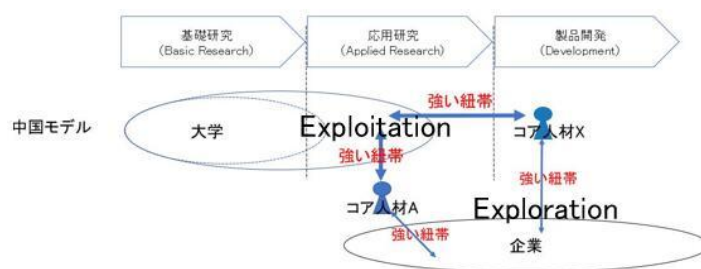 基礎研究
(Basic Research)
応用研究
(Applied Research)
製品開発
(Development)
強い紐帯
中国モデル
大学
Exploitation
コア人材X
強い紐帯
強い紐帯
コア人材A
Exploration
強い紐帯
企業